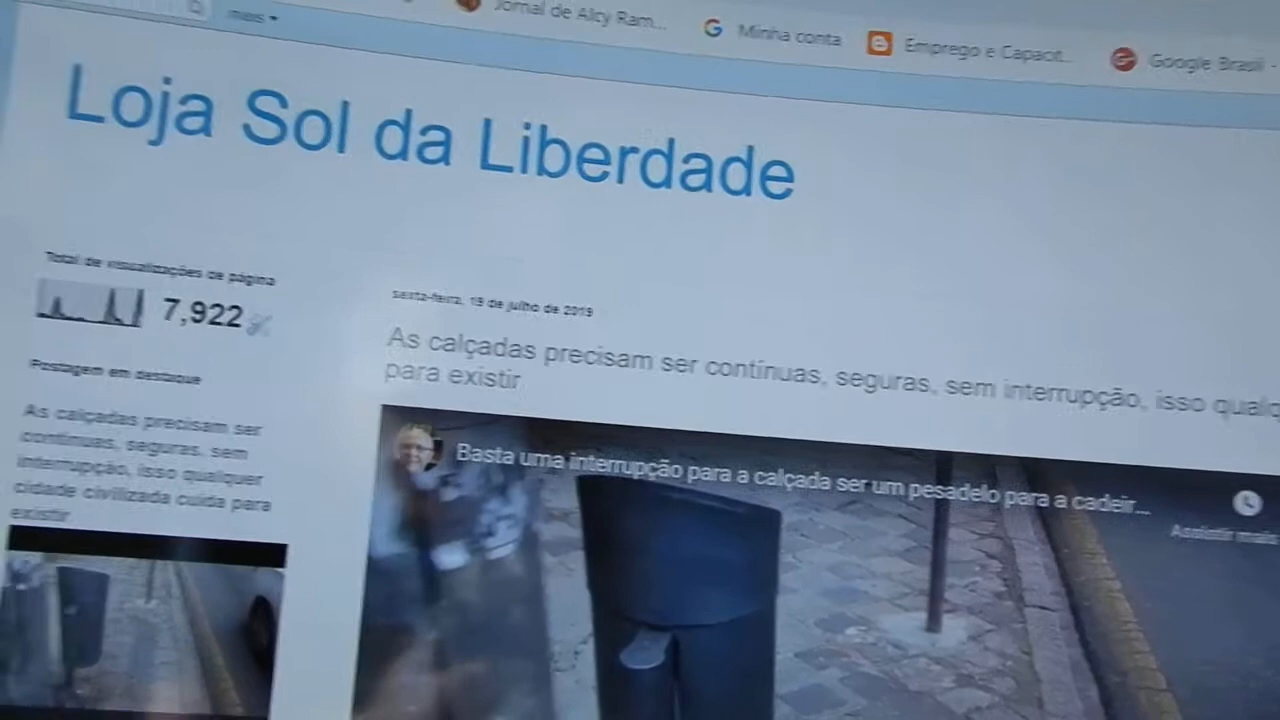 mais
Jornal de Alcy Ram...
Minha conta
Emprego e Capacit...
Google Brasil -
Loja Sol da Liberdade
Total de visualizações de página
7,922
Postagem em destaque
As calçadas precisam ser
contínuas, seguras, sem
interrupção, isso qualquer
cidade civilizada cuida para
existir
sexta-feira, 19 de julho de 2019
As calçadas precisam ser contínuas, seguras, sem interrupção, isso qualq
para existir
Basta uma interrupção para a calçada ser um pesadelo para a cadeir...
Assistir mais